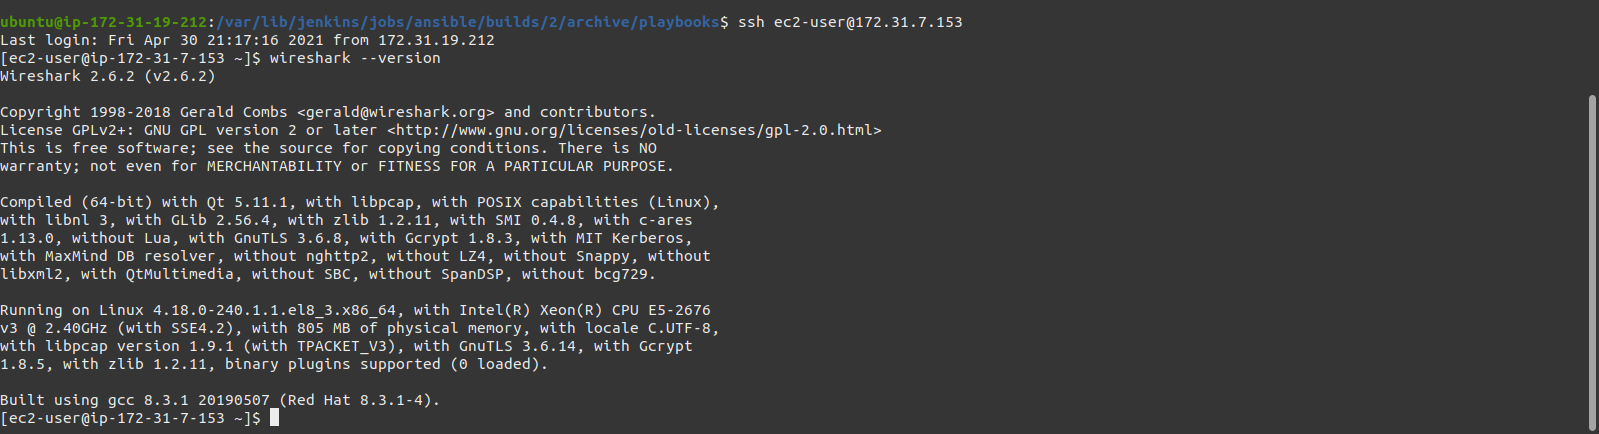 ubuntu@ip-172-31-19-212:/var/lib/jenkins/jobs/ansible/builds/2/archive/playbooks$ ssh ec2-user@172.31.7.153
Last login: Fri Apr 30 21:17:16 2021 from 172.31.19.212
[ec2-user@ip-172-31-7-153 ~]$ wireshark --version
Wireshark 2.6.2 (v2.6.2)
Copyright 1998-2018 Gerald Combs <gerald@wireshark.org> and contributors.
License GPLv2+: GNU GPL version 2 or later <http://www.gnu.org/licenses/old-licenses/gpl-2.0.html>
This is free software; see the source for copying conditions. There is NO
warranty; not even for MERCHANTABILITY or FITNESS FOR A PARTICULAR PURPOSE.
Compiled (64-bit) with Qt 5.11.1, with libpcap, with POSIX capabilities (Linux),
with libnl 3, with GLib 2.56.4, with zlib 1.2.11, with SMI 0.4.8, with c-ares
1.13.0, without Lua, with GnuTLS 3.6.8, with Gcrypt 1.8.3, with MIT Kerberos,
with MaxMind DB resolver, without nghttp2, without LZ4, without Snappy, without
libxml2, with QtMultimedia, without SBC, without SpanDSP, without bcg729.
Running on Linux 4.18.0-240.1.1.el8_3.x86_64, with Intel(R) Xeon(R) CPU E5-2676
v3 @ 2.40GHz (with SSE4.2), with 805 MB of physical memory, with locale C.UTF-8,
with libpcap version 1.9.1 (with TPACKET_V3), with GnuTLS 3.6.14, with Gcrypt
1.8.5, with zlib 1.2.11, binary plugins supported (0 loaded).
Built using gcc 8.3.1 20190507 (Red Hat 8.3.1-4).
[ec2-user@ip-172-31-7-153 ~]$